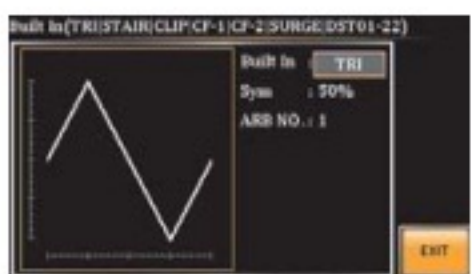 Built In(TRI|STAIR|CLIP|CF-1|CF-2|SURGE|DST01-22)
Built In : TRI
Sym : 50%
ARB NO. : 1
EXIT